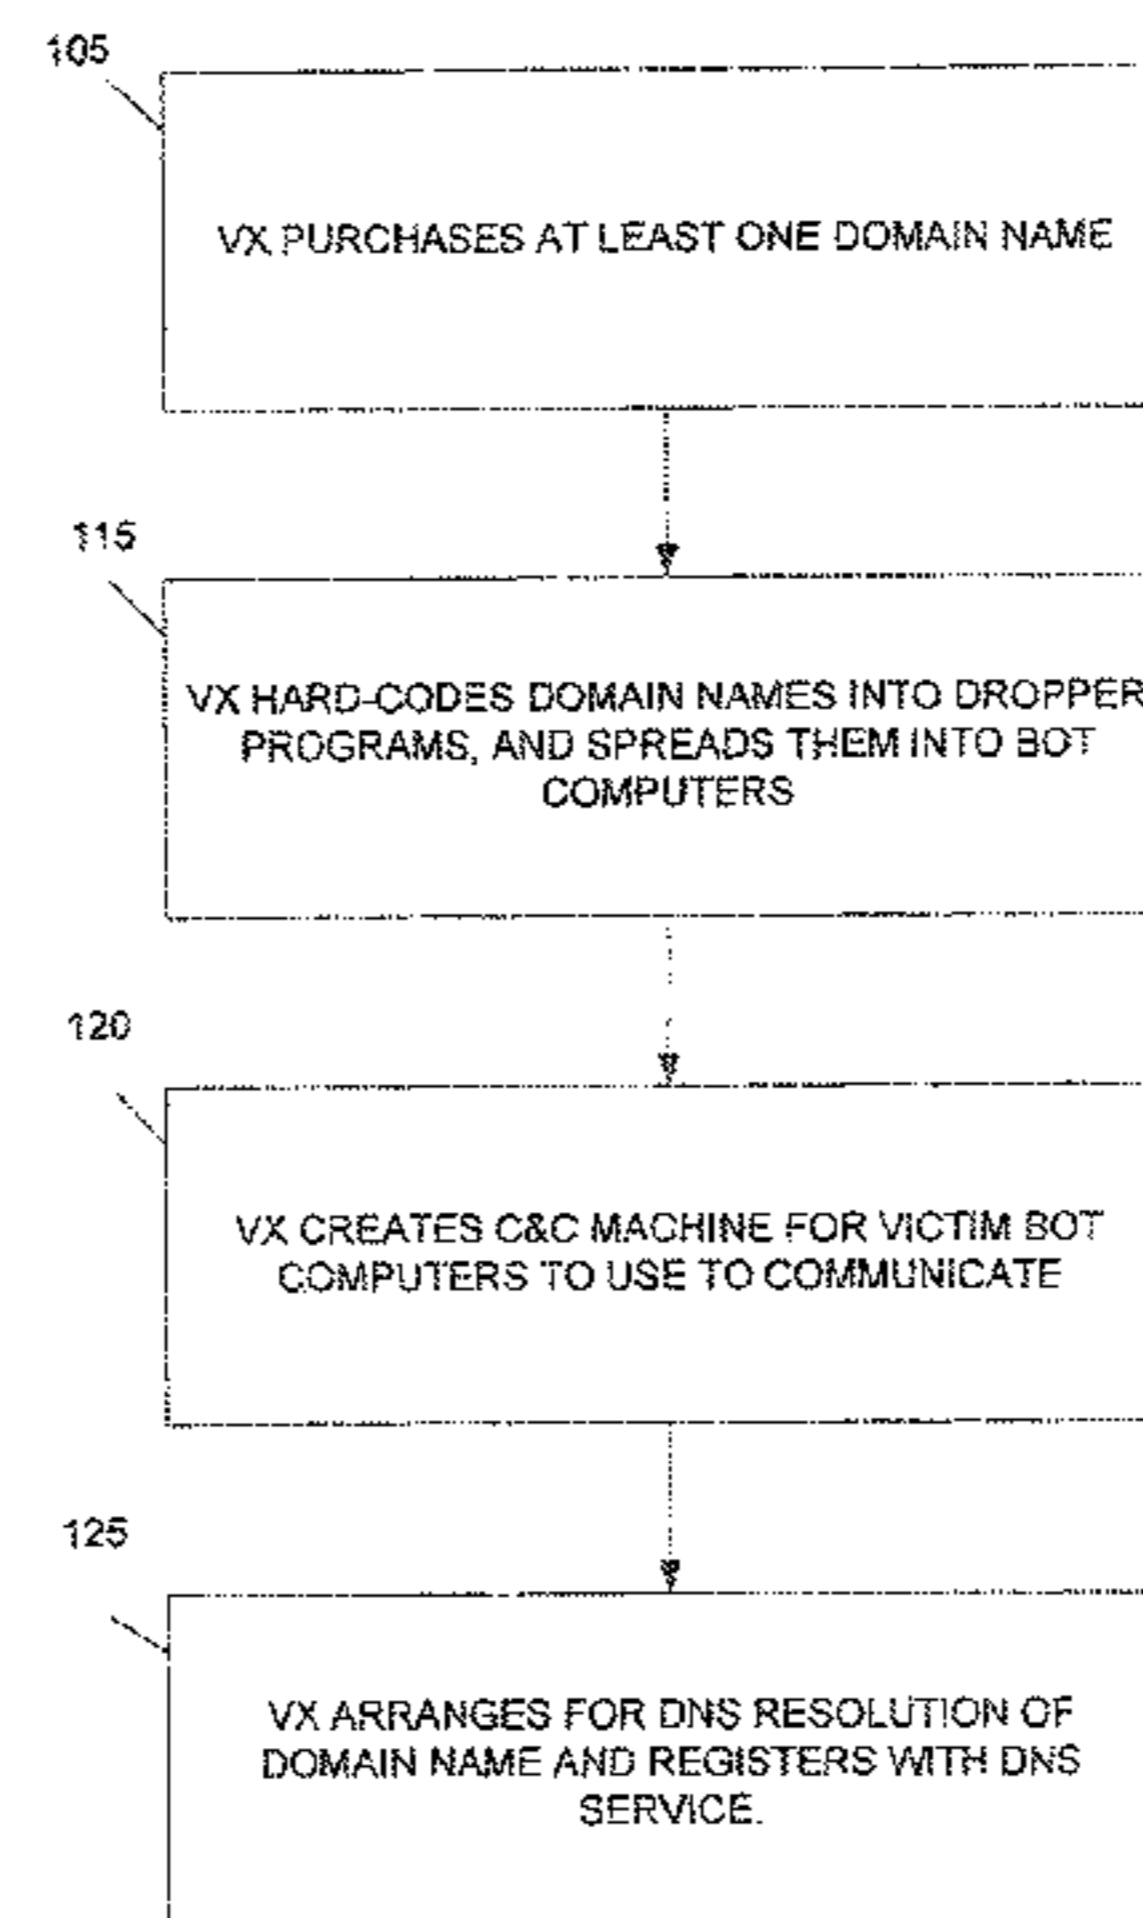 105
VX PURCHASES AT LEAST ONE DOMAIN NAME
115
VX HARD-CODES DOMAIN NAMES INTO DROPPER
PROGRAMS, AND SPREADS THEM INTO BOT
COMPUTERS
120
VX CREATES C&C MACHINE FOR VICTIM BOT
COMPUTERS TO USE TO COMMUNICATE
125
VX ARRANGES FOR DNS RESOLUTION OF
DOMAIN NAME AND REGISTERS WITH DNS
SERVICE.